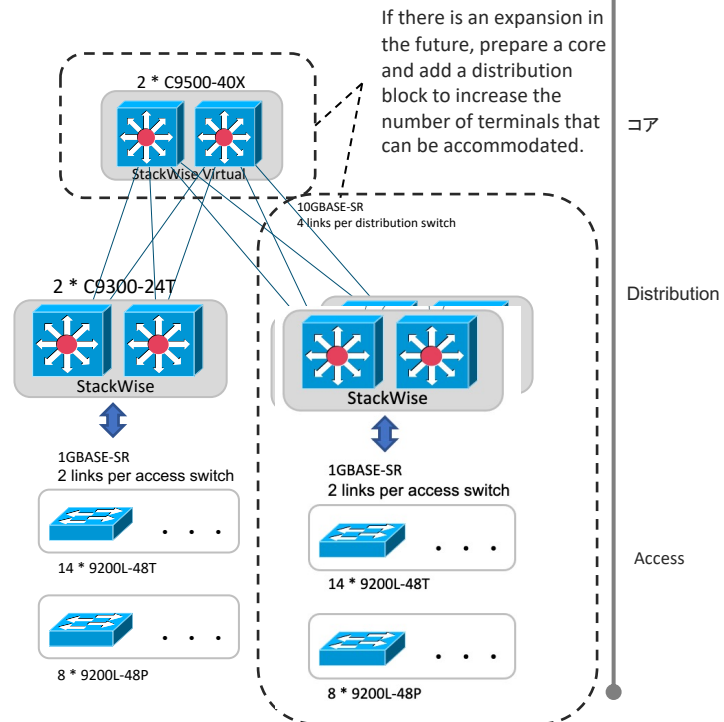 If there is an expansion in
the future, prepare a core
and add a distribution
block to increase the
number of terminals that
can be accommodated.
2 * C9500-40X
StackWise Virtual
コア
10GBASE-SR
4 links per distribution switch
2 * C9300-24T
StackWise
Distribution
StackWise
1GBASE-SR
2 links per access switch
14 * 9200L-48T
8 * 9200L-48P
1GBASE-SR
2 links per access switch
14 * 9200L-48T
8 * 9200L-48P
Access